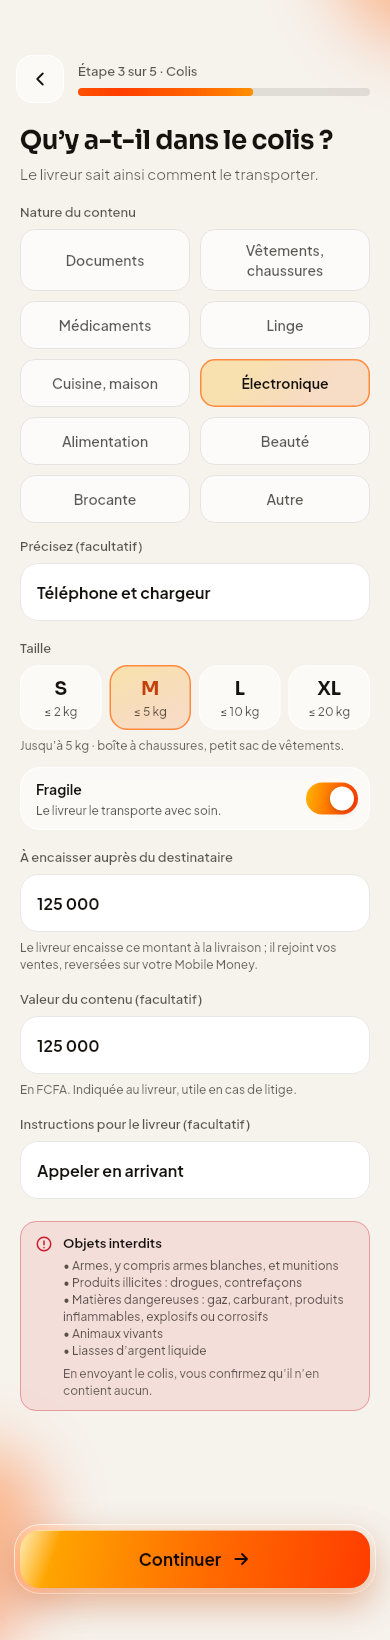 Étape 3 sur 5 · Colis
Qu’y a-t-il dans le colis ?
Le livreur sait ainsi comment le transporter.
Nature du contenu
Documents
Vêtements,
chaussures
Médicaments
Linge
Cuisine, maison
Électronique
Alimentation
Beauté
Brocante
Autre
Précisez (facultatif)
Téléphone et chargeur
Taille
S
M
L
XL
≤ 2 kg
≤ 5 kg
≤ 10 kg
≤ 20 kg
Jusqu’à 5 kg · boîte à chaussures, petit sac de vêtements.
Fragile
Le livreur le transporte avec soin.
À encaisser auprès du destinataire
125 000
Le livreur encaisse ce montant à la livraison ; il rejoint vos
ventes, reversées sur votre Mobile Money.
Valeur du contenu (facultatif)
125 000
En FCFA. Indiquée au livreur, utile en cas de litige.
Instructions pour le livreur (facultatif)
Appeler en arrivant
Objets interdits
• Armes, y compris armes blanches, et munitions
• Produits illicites : drogues, contrefaçons
• Matières dangereuses : gaz, carburant, produits
inflammables, explosifs ou corrosifs
• Animaux vivants
• Liasses d’argent liquide
En envoyant le colis, vous confirmez qu’il n’en
contient aucun.
Continuer →